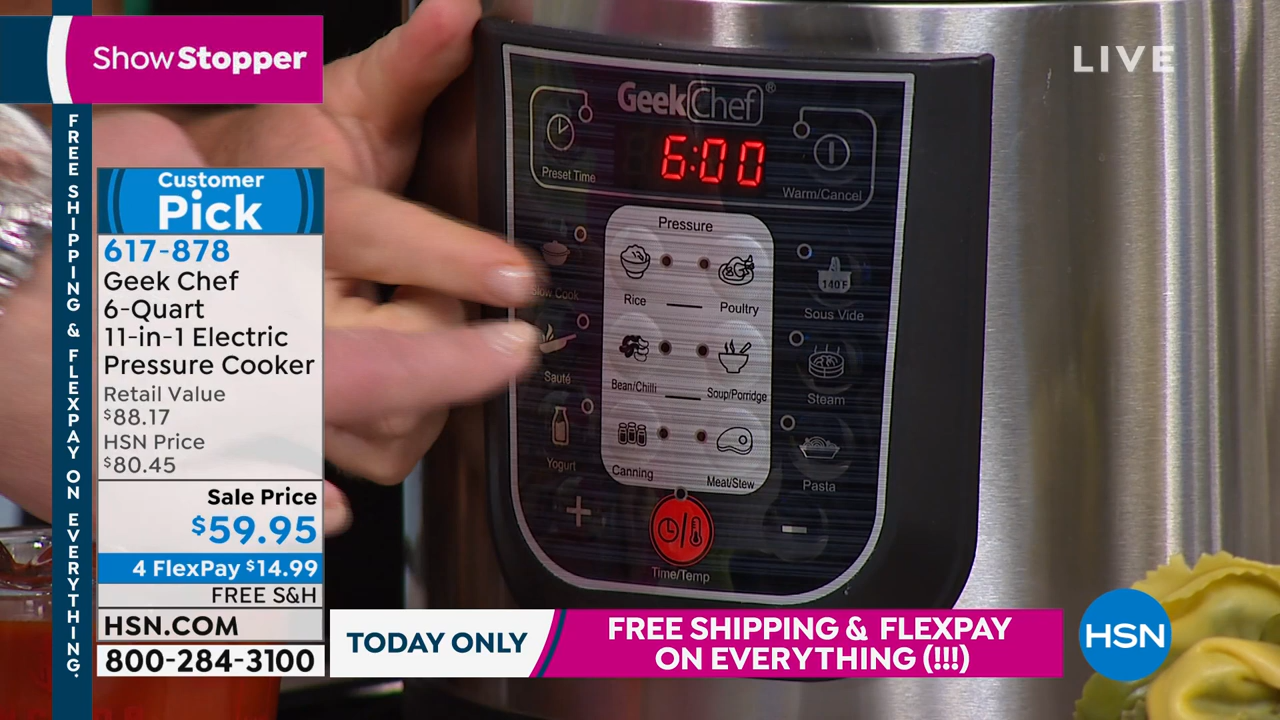 ShowStopper
LIVE
FREE SHIPPING & FLEXPAY ON EVERYTHING.
Customer
Pick
617-878
Geek Chef
6-Quart
11-in-1 Electric
Pressure Cooker
Retail Value
$88.17
HSN Price
$80.45
Sale Price
$59.95
4 FlexPay $14.99
FREE S&H
HSN.COM
800-284-3100
GeekChef®
6:00
Preset Time
Warm/Cancel
Pressure
Slow Cook
Rice
Poultry
140F
Sous Vide
Sauté
Bean/Chilli
Soup/Porridge
Steam
Yogurt
Canning
Meat/Stew
Pasta
+
-
Time/Temp
TODAY ONLY
FREE SHIPPING & FLEXPAY
ON EVERYTHING (!!!)
HSN